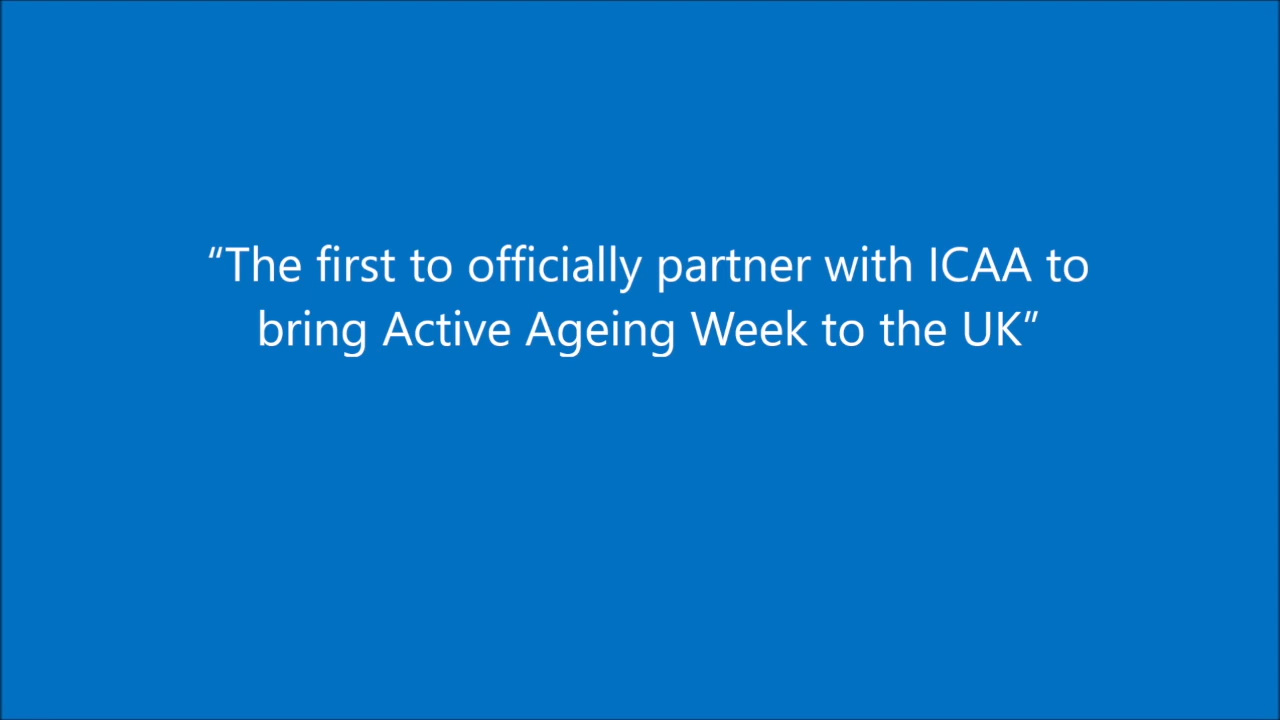 “The first to officially partner with ICAA to
bring Active Ageing Week to the UK”